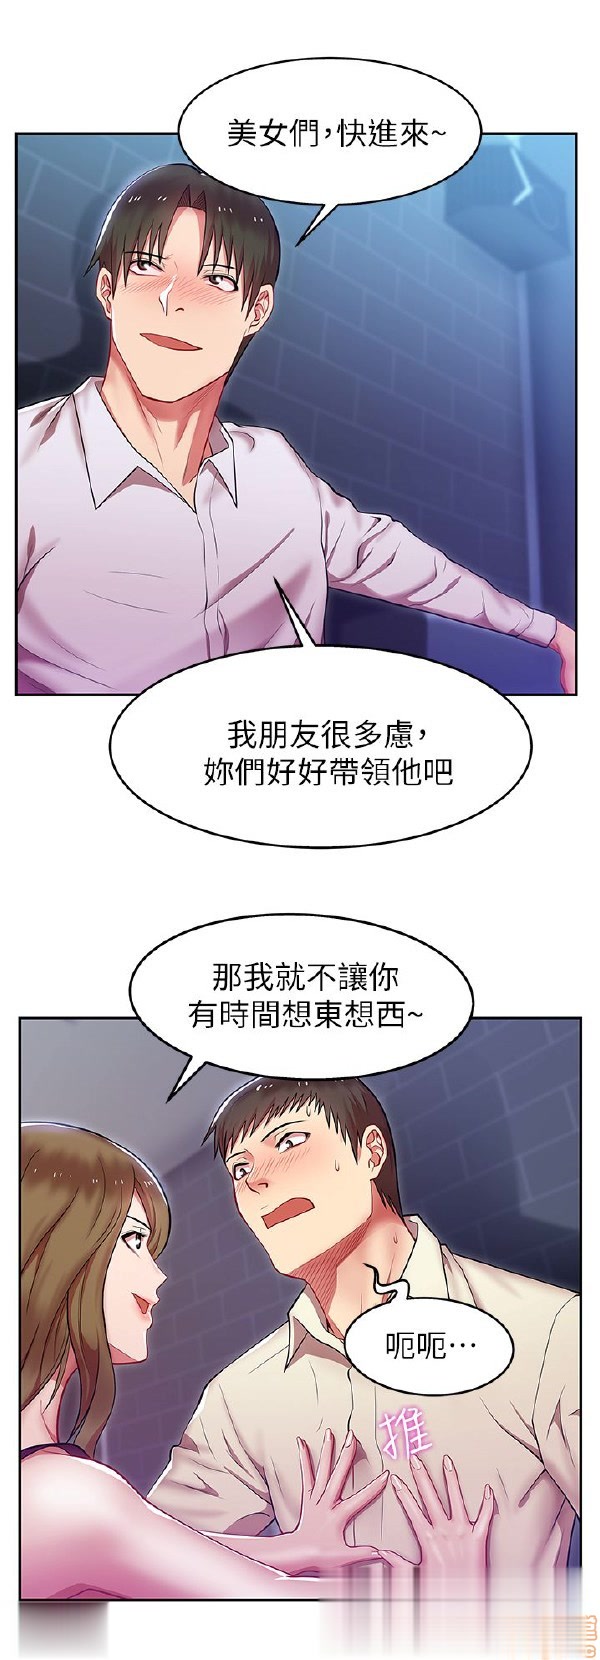 美女們，快進來~
我朋友很多慮，
妳們好好帶領他吧
那我就不讓你
有時間想東想西~
呃呃…
推